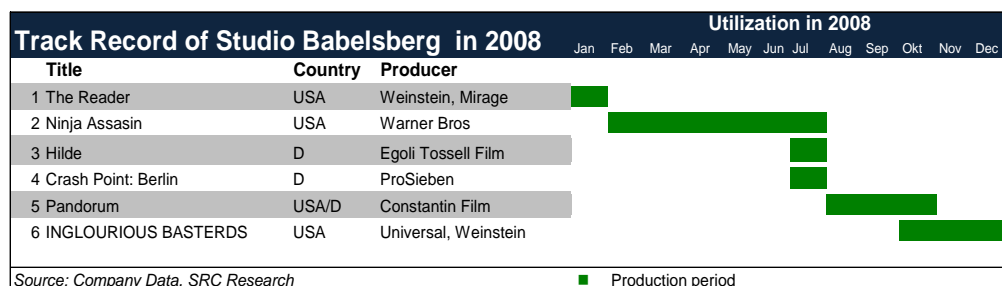 Utilization in 2008
Track Record of Studio Babelsberg in 2008 Jan Feb Mar Apr May Jun Jul Aug Sep Okt Nov Dec
Title Country Producer
1 The Reader USA Weinstein, Mirage
2 Ninja Assasin USA Warner Bros
3 Hilde D Egoli Tossell Film
4 Crash Point: Berlin D ProSieben
5 Pandorum USA/D Constantin Film
6 INGLOURIOUS BASTERDS USA Universal, Weinstein
Source: Company Data, SRC Research Production period